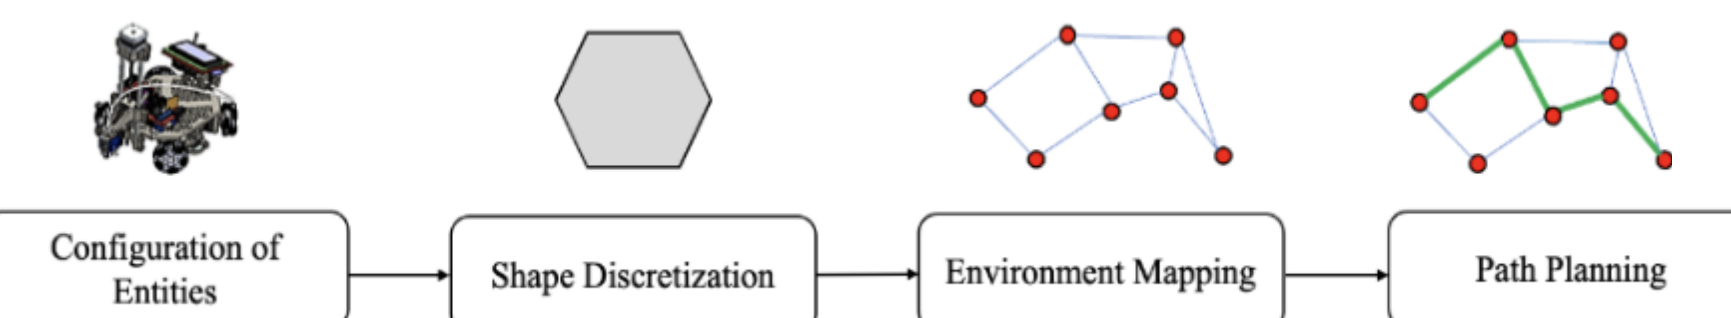 Configuration of
Entities
Shape Discretization
Environment Mapping
Path Planning